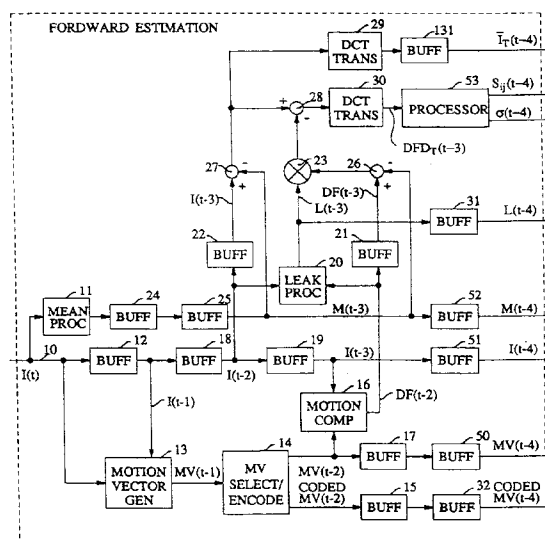 FORDWARD ESTIMATION
29
DCT TRANS
131
BUFF
I̅T(t-4)
30
DCT TRANS
53
PROCESSOR
Sij(t-4)
σ(t-4)
+
28
-
DFDT(t-3)
27
-
+
23
26
-
+
I(t-3)
DF(t-3)
L(t-3)
31
BUFF
L(t-4)
22
BUFF
20
LEAK PROC
21
BUFF
11
MEAN PROC
24
BUFF
25
BUFF
M(t-3)
52
BUFF
M(t-4)
10
I(t)
12
BUFF
18
BUFF
I(t-2)
19
BUFF
I(t-3)
51
BUFF
I(t-4)
I(t-1)
16
MOTION COMP
DF(t-2)
13
MOTION VECTOR GEN
MV(t-1)
14
MV SELECT/ ENCODE
MV(t-2)
17
BUFF
50
BUFF
MV(t-4)
CODED MV(t-2)
15
BUFF
32
BUFF
CODED MV(t-4)